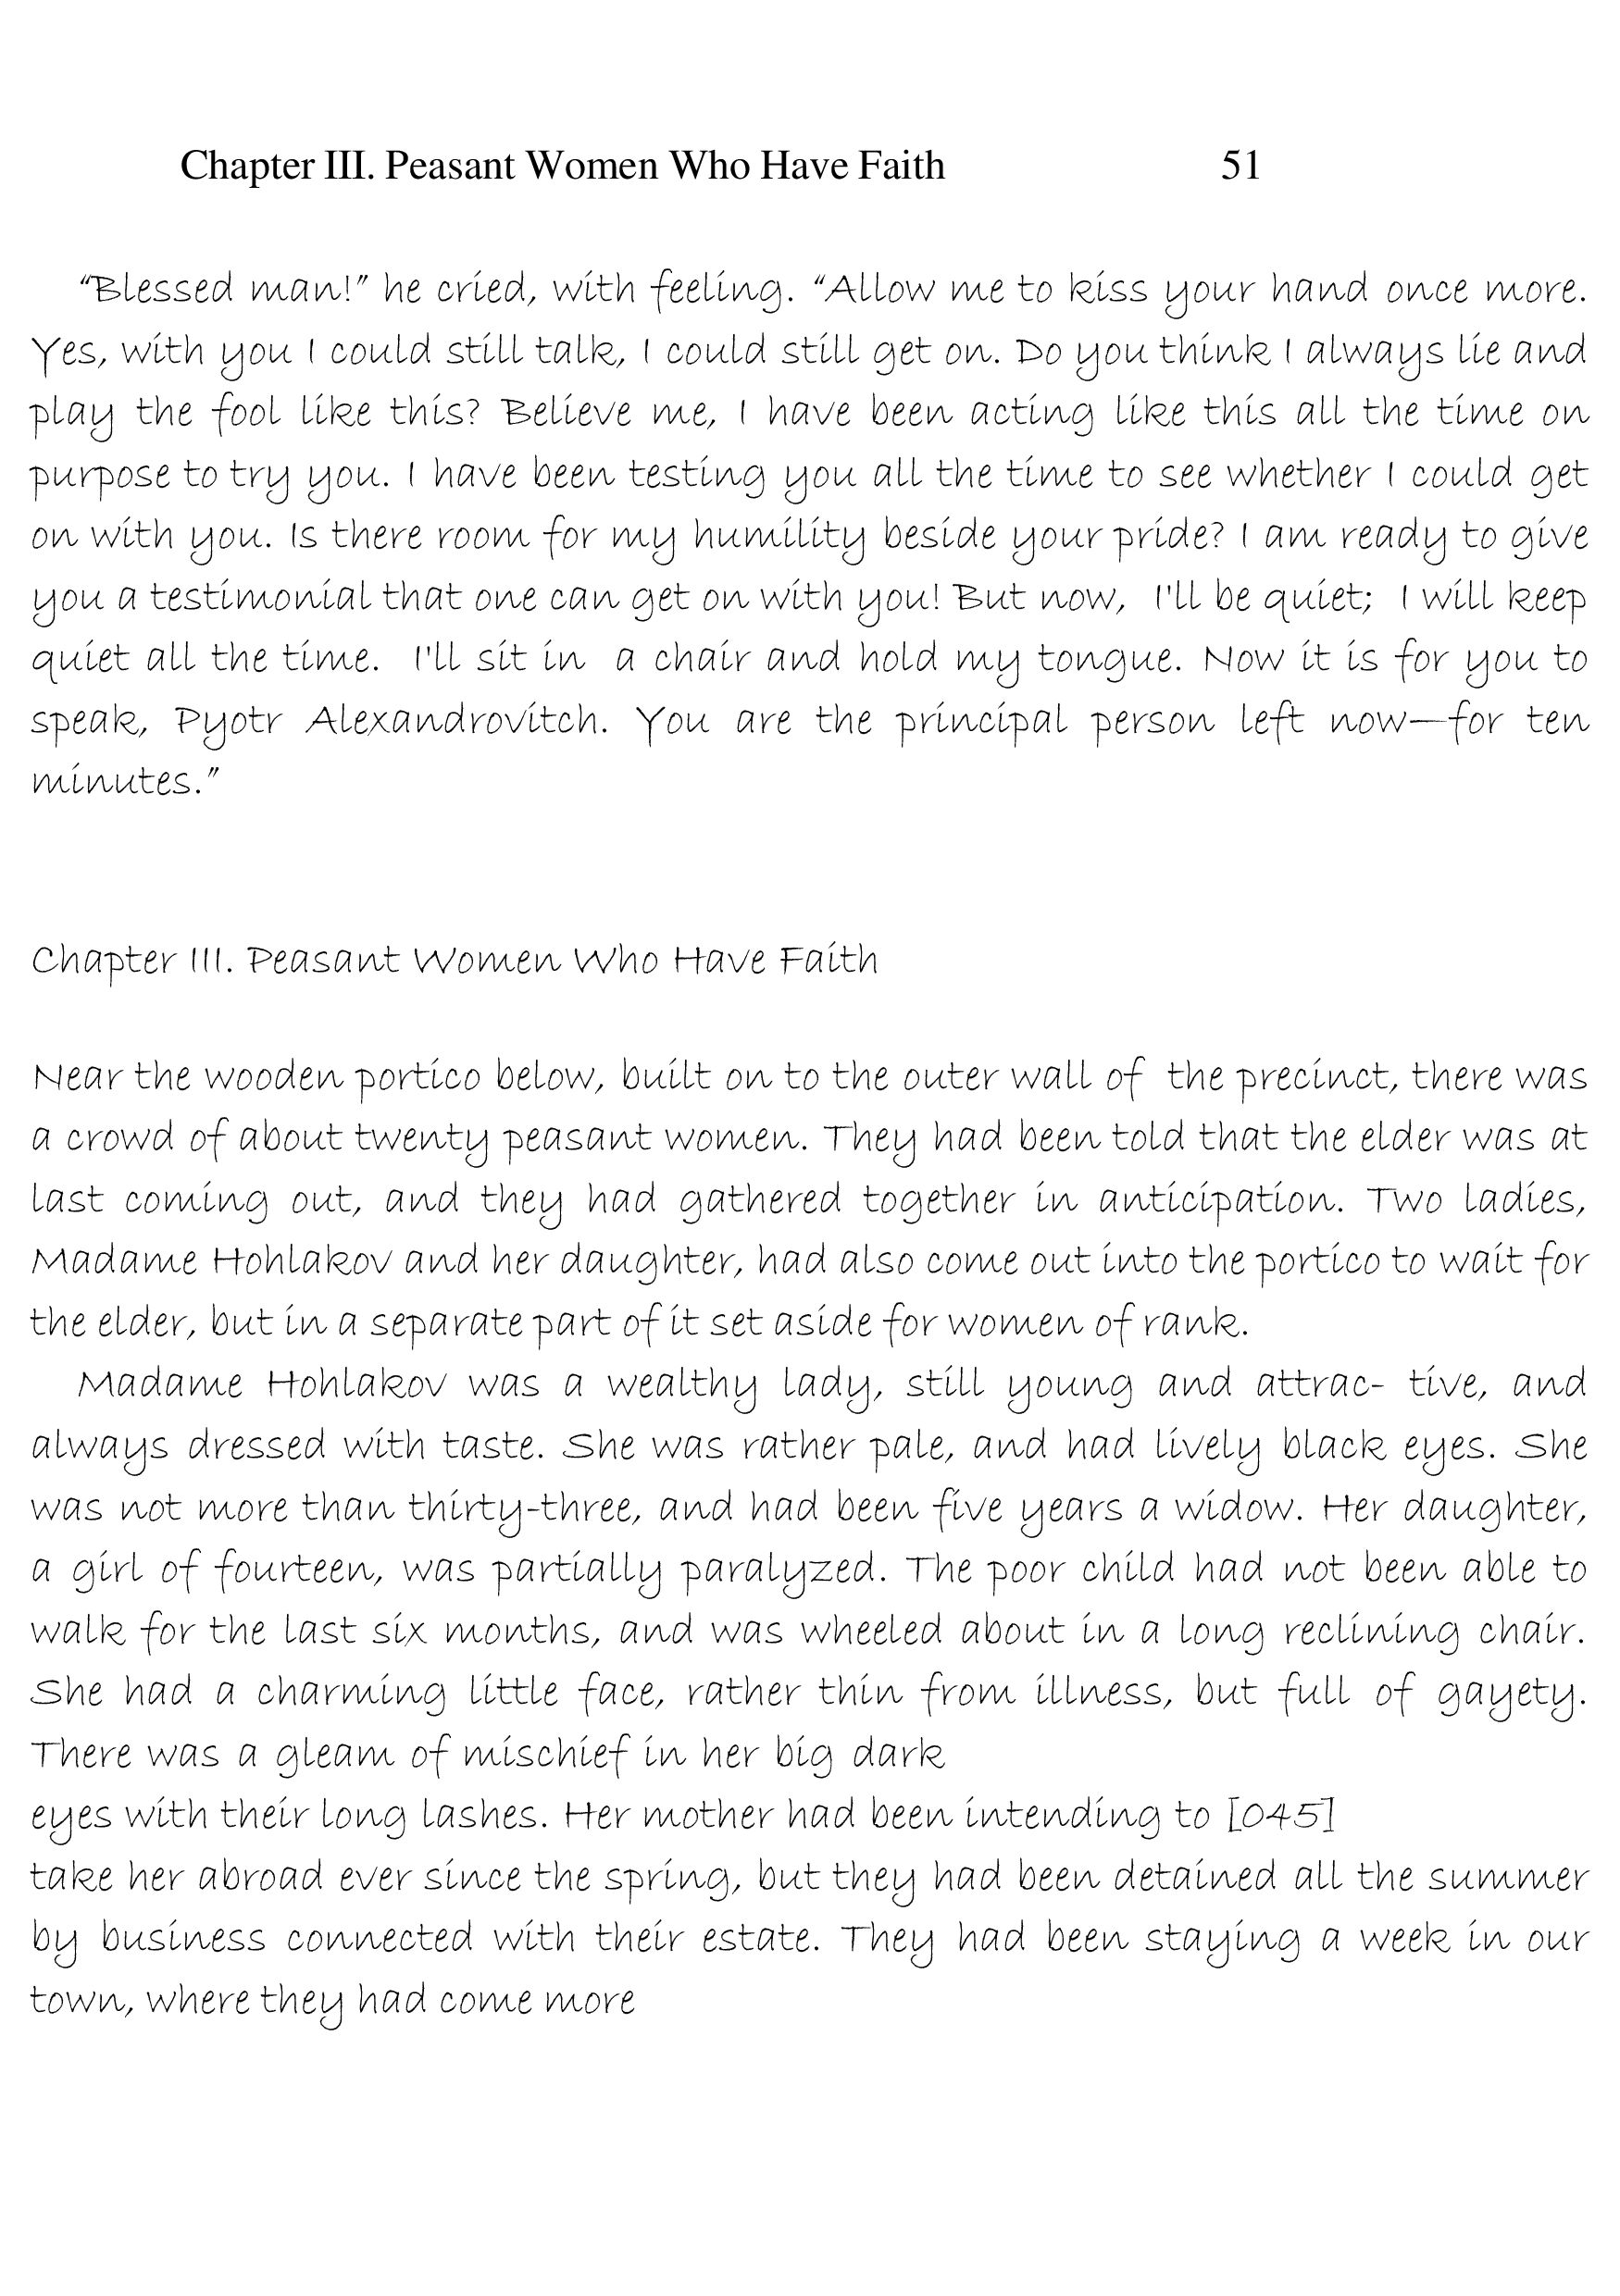 Chapter III. Peasant Women Who Have Faith 51
“Blessed man!” he cried, with feeling. “Allow me to kiss your hand once more.
Yes, with you I could still talk, I could still get on. Do you think I always lie and
play the fool like this? Believe me, I have been acting like this all the time on
purpose to try you. I have been testing you all the time to see whether I could get
on with you. Is there room for my humility beside your pride? I am ready to give
you a testimonial that one can get on with you! But now, I'll be quiet; I will keep
quiet all the time. I'll sit in a chair and hold my tongue. Now it is for you to
speak, Pyotr Alexandrovitch. You are the principal person left now—for ten
minutes.”
Chapter III. Peasant Women Who Have Faith
Near the wooden portico below, built on to the outer wall of the precinct, there was
a crowd of about twenty peasant women. They had been told that the elder was at
last coming out, and they had gathered together in anticipation. Two ladies,
Madame Hohlakov and her daughter, had also come out into the portico to wait for
the elder, but in a separate part of it set aside for women of rank.
Madame Hohlakov was a wealthy lady, still young and attrac- tive, and
always dressed with taste. She was rather pale, and had lively black eyes. She
was not more than thirty-three, and had been five years a widow. Her daughter,
a girl of fourteen, was partially paralyzed. The poor child had not been able to
walk for the last six months, and was wheeled about in a long reclining chair.
She had a charming little face, rather thin from illness, but full of gayety.
There was a gleam of mischief in her big dark
eyes with their long lashes. Her mother had been intending to [045]
take her abroad ever since the spring, but they had been detained all the summer
by business connected with their estate. They had been staying a week in our
town, where they had come more